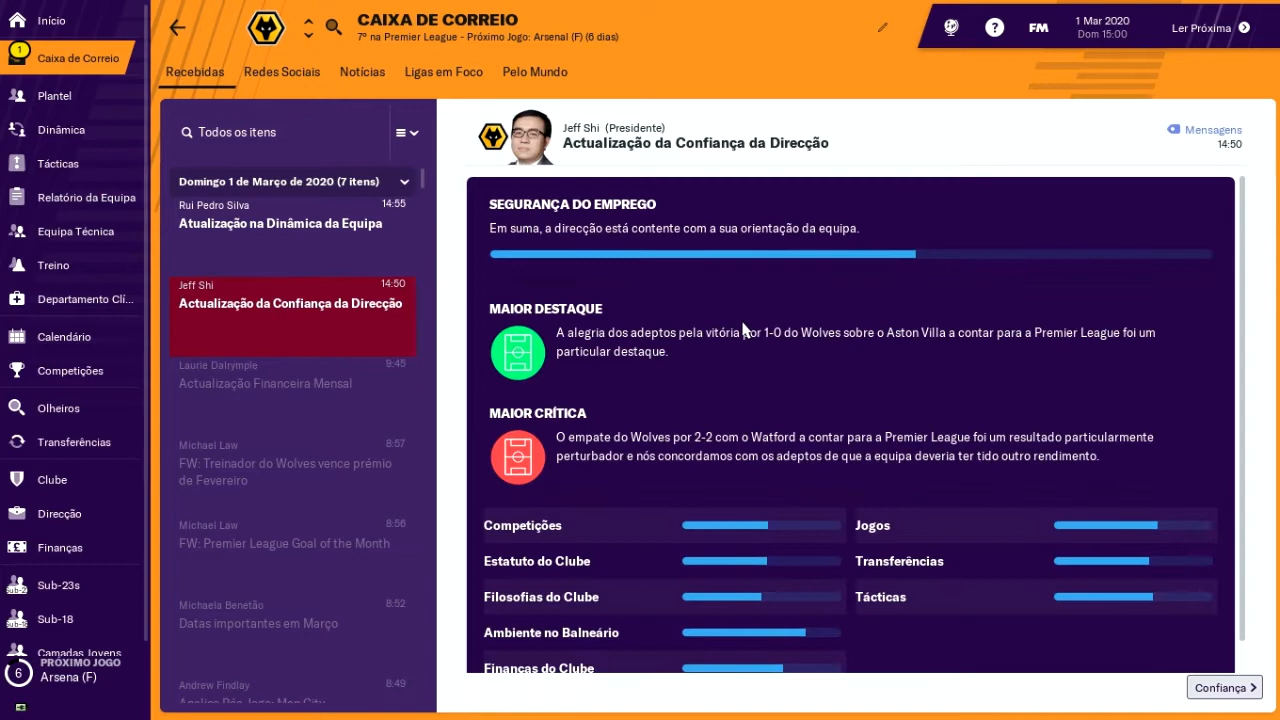 Início
1
Caixa de Correio
Plantel
Dinâmica
Tácticas
Relatório da Equipa
Equipa Técnica
Treino
Departamento Clí...
Calendário
Competições
Olheiros
Transferências
Clube
Direcção
Finanças
Sub-23s
Sub-18
Camadas Jovens
PRÓXIMO JOGO
6
Arsena (F)
CAIXA DE CORREIO
7º na Premier League - Próximo Jogo: Arsenal (F) (6 dias)
?
FM
1 Mar 2020
Dom 15:00
Ler Próxima
Recebidas
Redes Sociais
Notícias
Ligas em Foco
Pelo Mundo
Todos os itens
Domingo 1 de Março de 2020 (7 itens)
Rui Pedro Silva 14:55
Atualização na Dinâmica da Equipa
Jeff Shi 14:50
Actualização da Confiança da Direcção
Laurie Dalrymple 9:45
Actualização Financeira Mensal
Michael Law 8:57
FW: Treinador do Wolves vence prémio
de Fevereiro
Michael Law 8:56
FW: Premier League Goal of the Month
Michaela Benetão 8:52
Datas importantes em Março
Andrew Findlay 8:49
Analise Pós-Jogo: Man City
Jeff Shi (Presidente)
Actualização da Confiança da Direcção
Mensagens
14:50
SEGURANÇA DO EMPREGO
Em suma, a direcção está contente com a sua orientação da equipa.
MAIOR DESTAQUE
A alegria dos adeptos pela vitória por 1-0 do Wolves sobre o Aston Villa a contar para a Premier League foi um
particular destaque.
MAIOR CRÍTICA
O empate do Wolves por 2-2 com o Watford a contar para a Premier League foi um resultado particularmente
perturbador e nós concordamos com os adeptos de que a equipa deveria ter tido outro rendimento.
Competições
Jogos
Estatuto do Clube
Transferências
Filosofias do Clube
Tácticas
Ambiente no Balneário
Finanças do Clube
Confiança